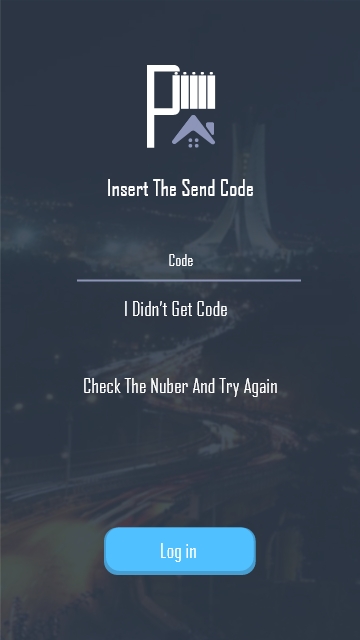 Insert The Send Code
Code
I Didn't Get Code
Check The Nuber And Try Again
Log in